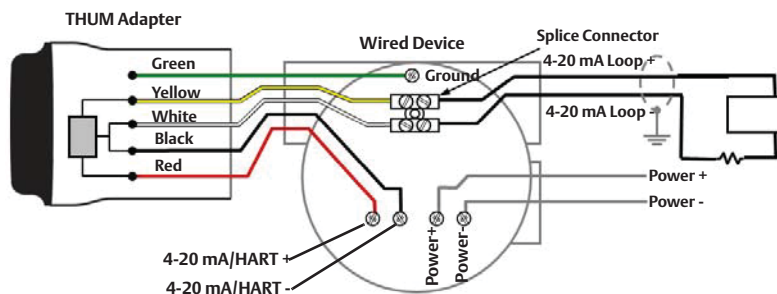 THUM Adapter
Wired Device
Splice Connector
4-20 mA Loop +
Green
Ground
Yellow
White
4-20 mA Loop -
Black
Red
Power +
Power -
Power+
Power-
4-20 mA/HART +
4-20 mA/HART -